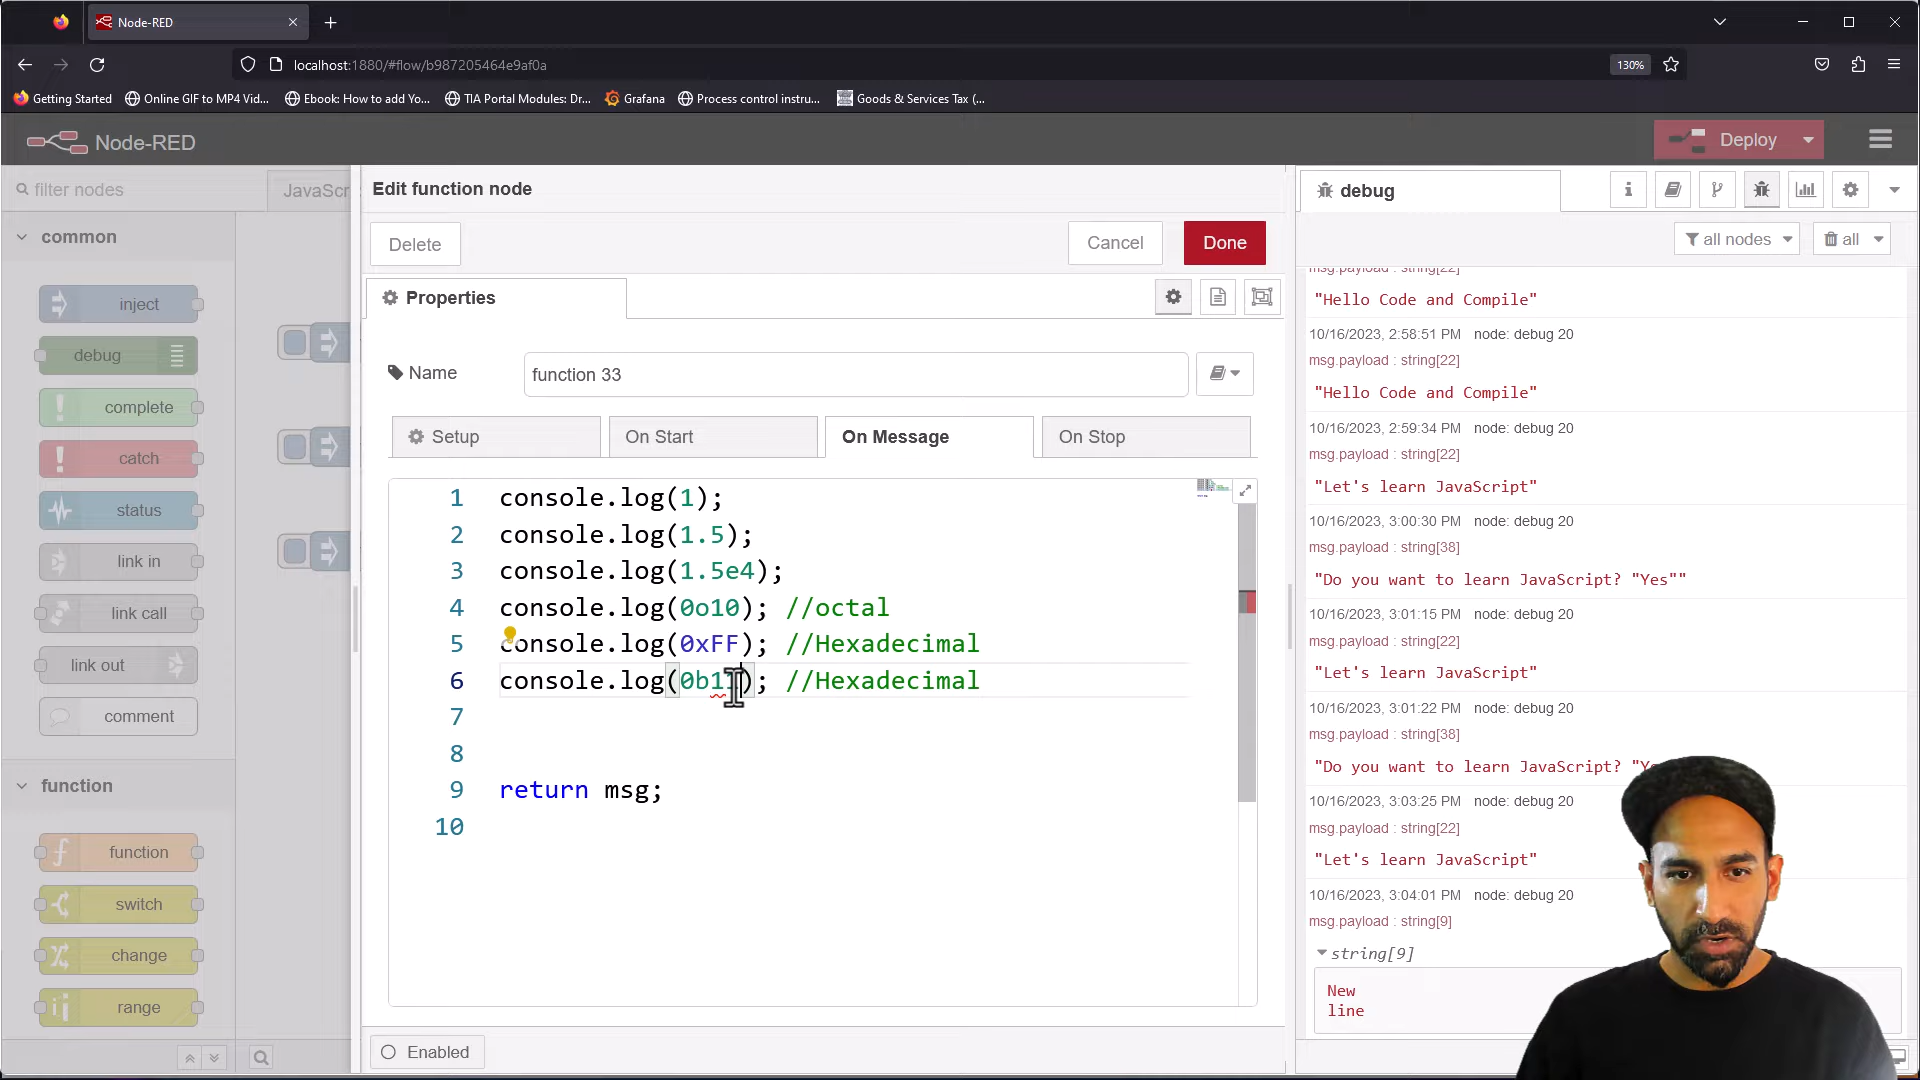 Node-RED
localhost:1880/#flow/b987205464e9af0a
130%
Getting Started
Online GIF to MP4 Vid...
Ebook: How to add Yo...
TIA Portal Modules: Dr...
Grafana
Process control instru...
Goods & Services Tax (...
Node-RED
Deploy
filter nodes
JavaScr
common
inject
debug
complete
catch
status
link in
link call
link out
comment
function
function
switch
change
range
Edit function node
Delete
Cancel
Done
Properties
Name
function 33
Setup
On Start
On Message
On Stop
1 console.log(1);
2 console.log(1.5);
3 console.log(1.5e4);
4 console.log(0o10); //octal
5 console.log(0xFF); //Hexadecimal
6 console.log(0b11); //Hexadecimal
7
8
9 return msg;
10
Enabled
debug
all nodes
all
msg.payload : string[22]
"Hello Code and Compile"
10/16/2023, 2:58:51 PM node: debug 20
msg.payload : string[22]
"Hello Code and Compile"
10/16/2023, 2:59:34 PM node: debug 20
msg.payload : string[22]
"Let's learn JavaScript"
10/16/2023, 3:00:30 PM node: debug 20
msg.payload : string[38]
"Do you want to learn JavaScript? "Yes""
10/16/2023, 3:01:15 PM node: debug 20
msg.payload : string[22]
"Let's learn JavaScript"
10/16/2023, 3:01:22 PM node: debug 20
msg.payload : string[38]
"Do you want to learn JavaScript?
10/16/2023, 3:03:25 PM node: debug 20
msg.payload : string[22]
"Let's learn JavaScript"
10/16/2023, 3:04:01 PM node: debug 20
msg.payload : string[9]
string[9]
New
line